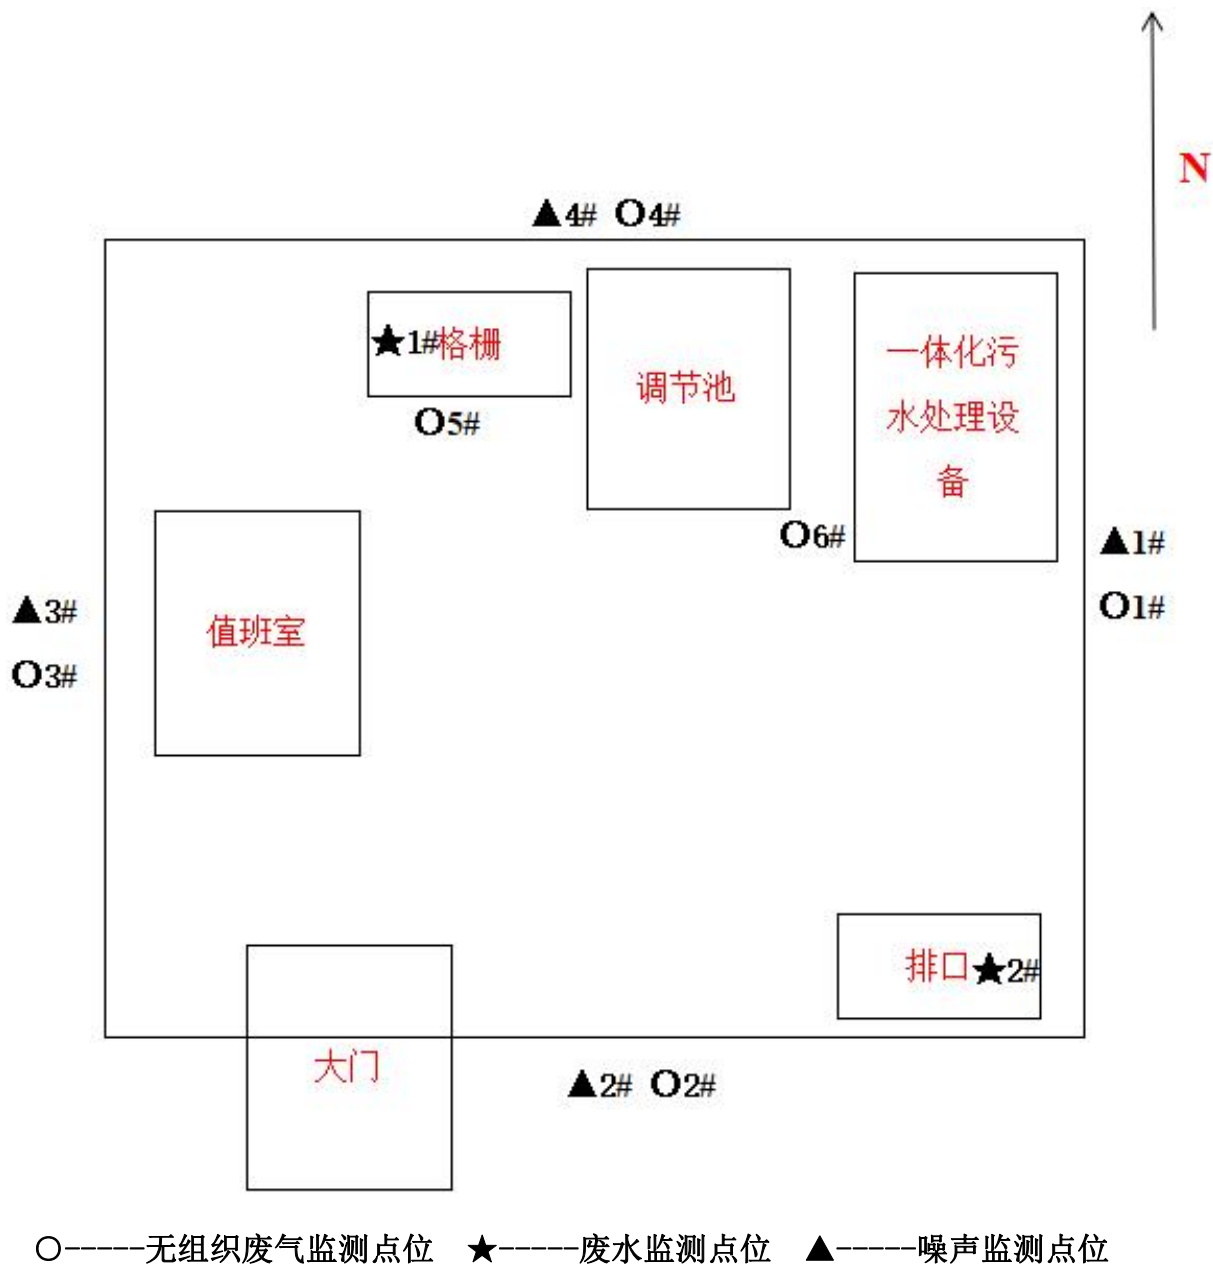 N
▲4# O4#
★1#格栅
O5#
调节池
一体化污
水处理设
备
O6#
▲1#
O1#
▲3#
O3#
值班室
排口★2#
大门
▲2# O2#
○-----无组织废气监测点位 ★-----废水监测点位 ▲-----噪声监测点位